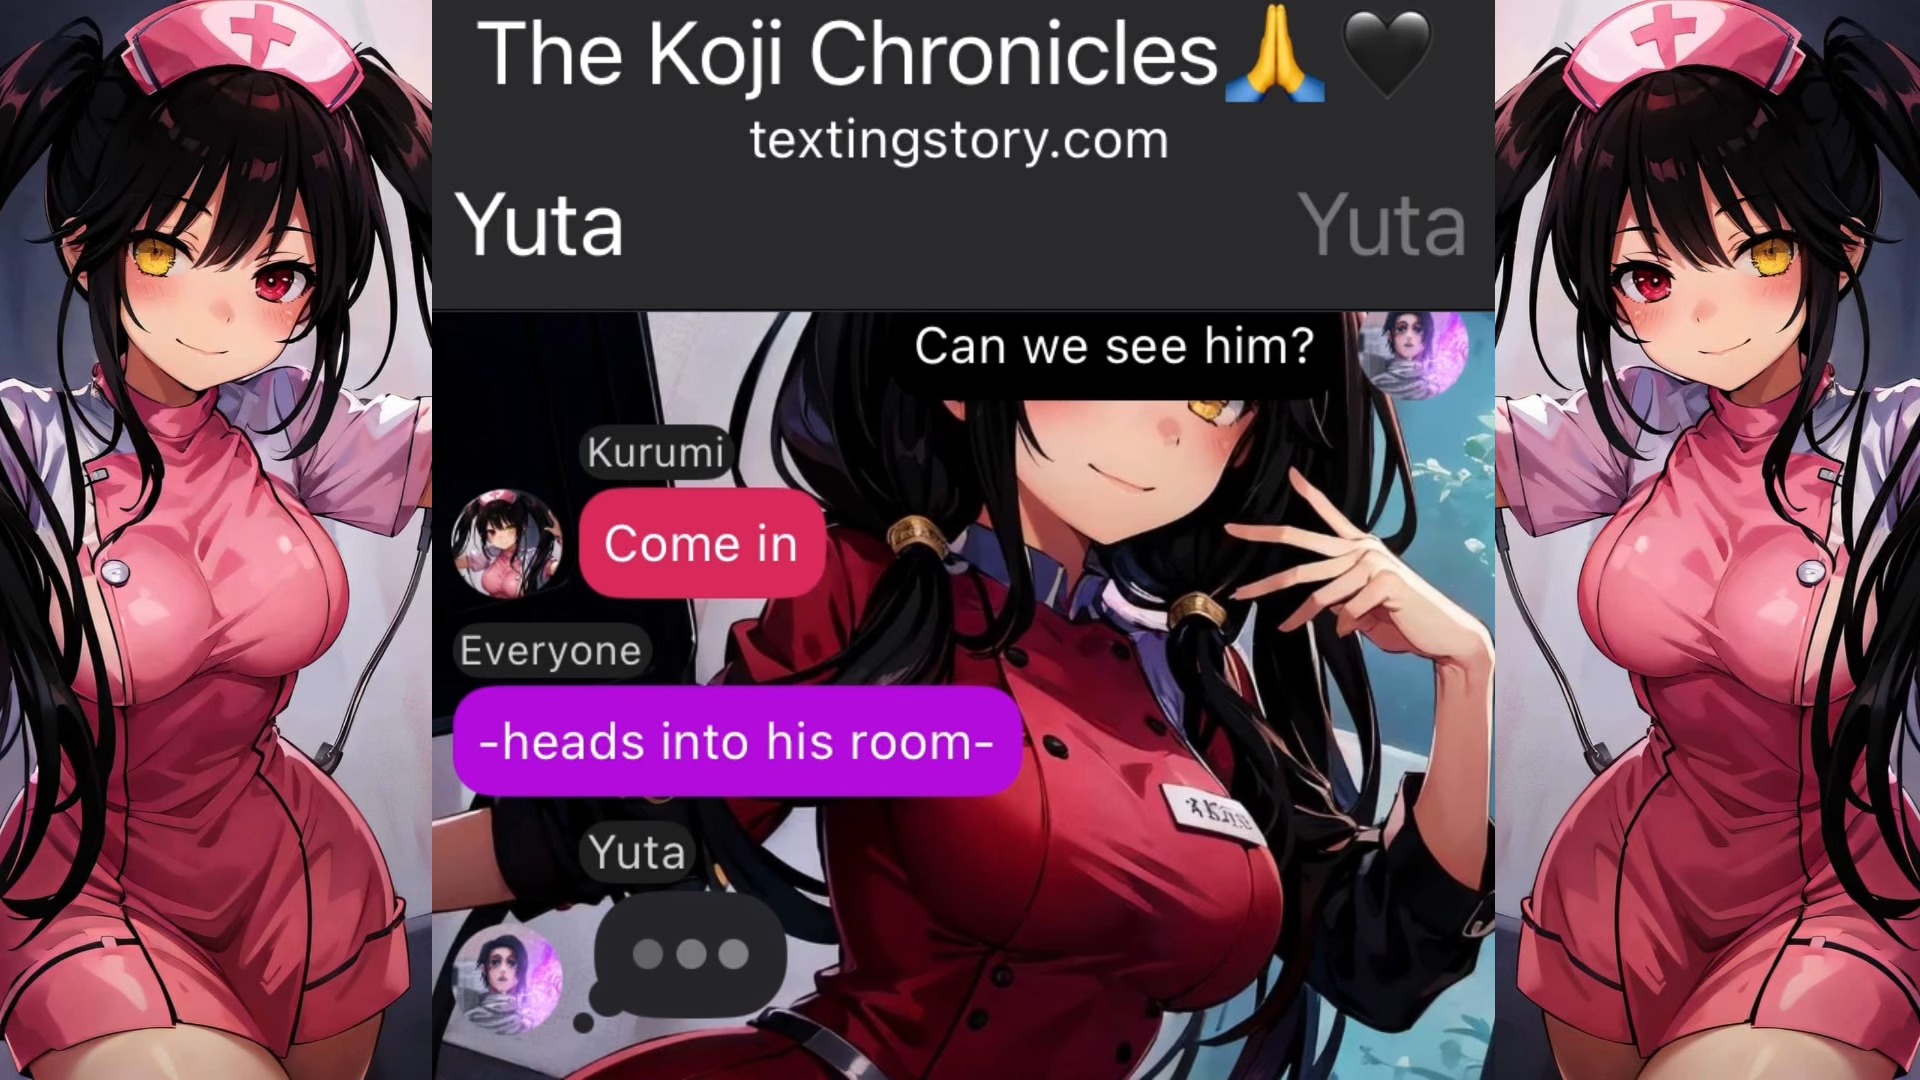 The Koji Chronicles🙏🖤
textingstory.com
Yuta
Yuta
Can we see him?
Kurumi
Come in
Everyone
-heads into his room-
Yuta